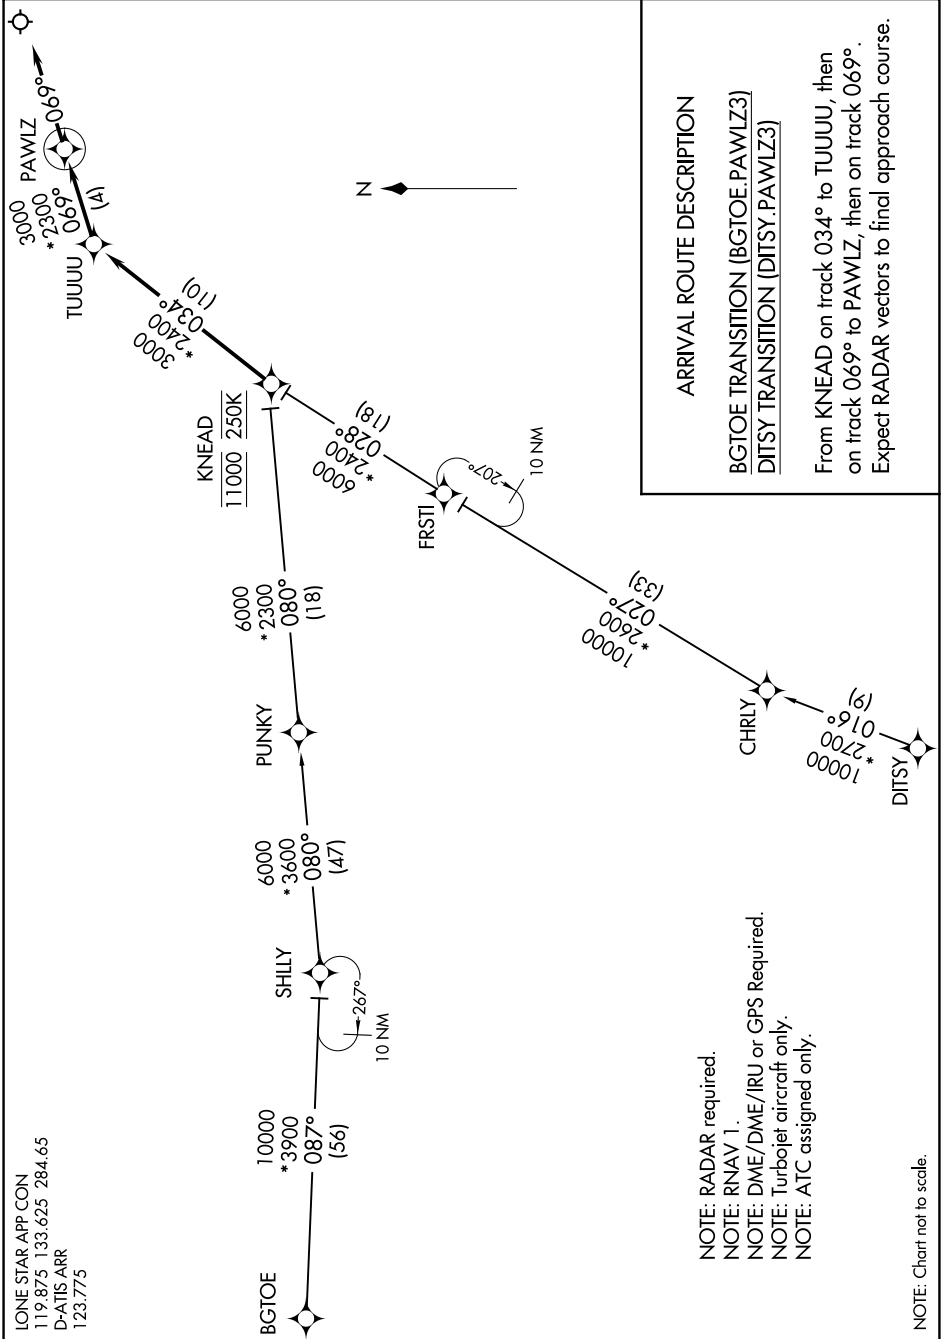 LONE STAR APP CON
119.875 133.625 284.65
D-ATIS ARR
123.775
BGTOE
10000
*3900
087°
(56)
SHLLY
267°
10 NM
6000
*3600
080°
(47)
PUNKY
6000
*2300
080°
(18)
KNEAD
11000 250K
3000
*2400
034°
(10)
TUUUU
3000
*2300
069°
(4)
PAWLZ
069°
N
6000
*2400
028°
(18)
FRSTI
207°
10 NM
10000
*2600
027°
(33)
CHRLY
10000
*2700
016°
(9)
DITSY
ARRIVAL ROUTE DESCRIPTION
BGTOE TRANSITION (BGTOE.PAWLZ3)
DITSY TRANSITION (DITSY.PAWLZ3)
From KNEAD on track 034° to TUUUU, then
on track 069° to PAWLZ, then on track 069°.
Expect RADAR vectors to final approach course.
NOTE: RADAR required.
NOTE: RNAV 1.
NOTE: DME/DME/IRU or GPS Required.
NOTE: Turbojet aircraft only.
NOTE: ATC assigned only.
NOTE: Chart not to scale.